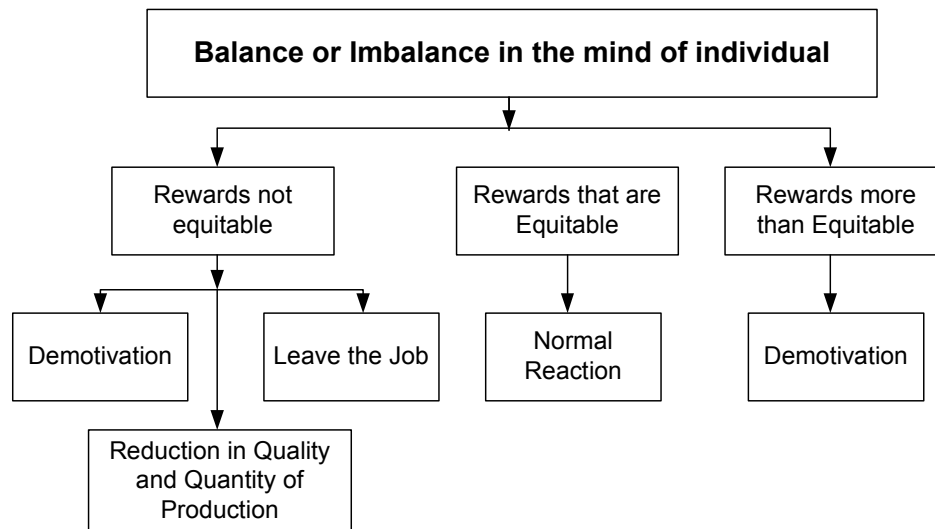 Balance or Imbalance in the mind of individual
Rewards not
equitable
Rewards that are
Equitable
Rewards more
than Equitable
Demotivation
Leave the Job
Normal
Reaction
Demotivation
Reduction in Quality
and Quantity of
Production